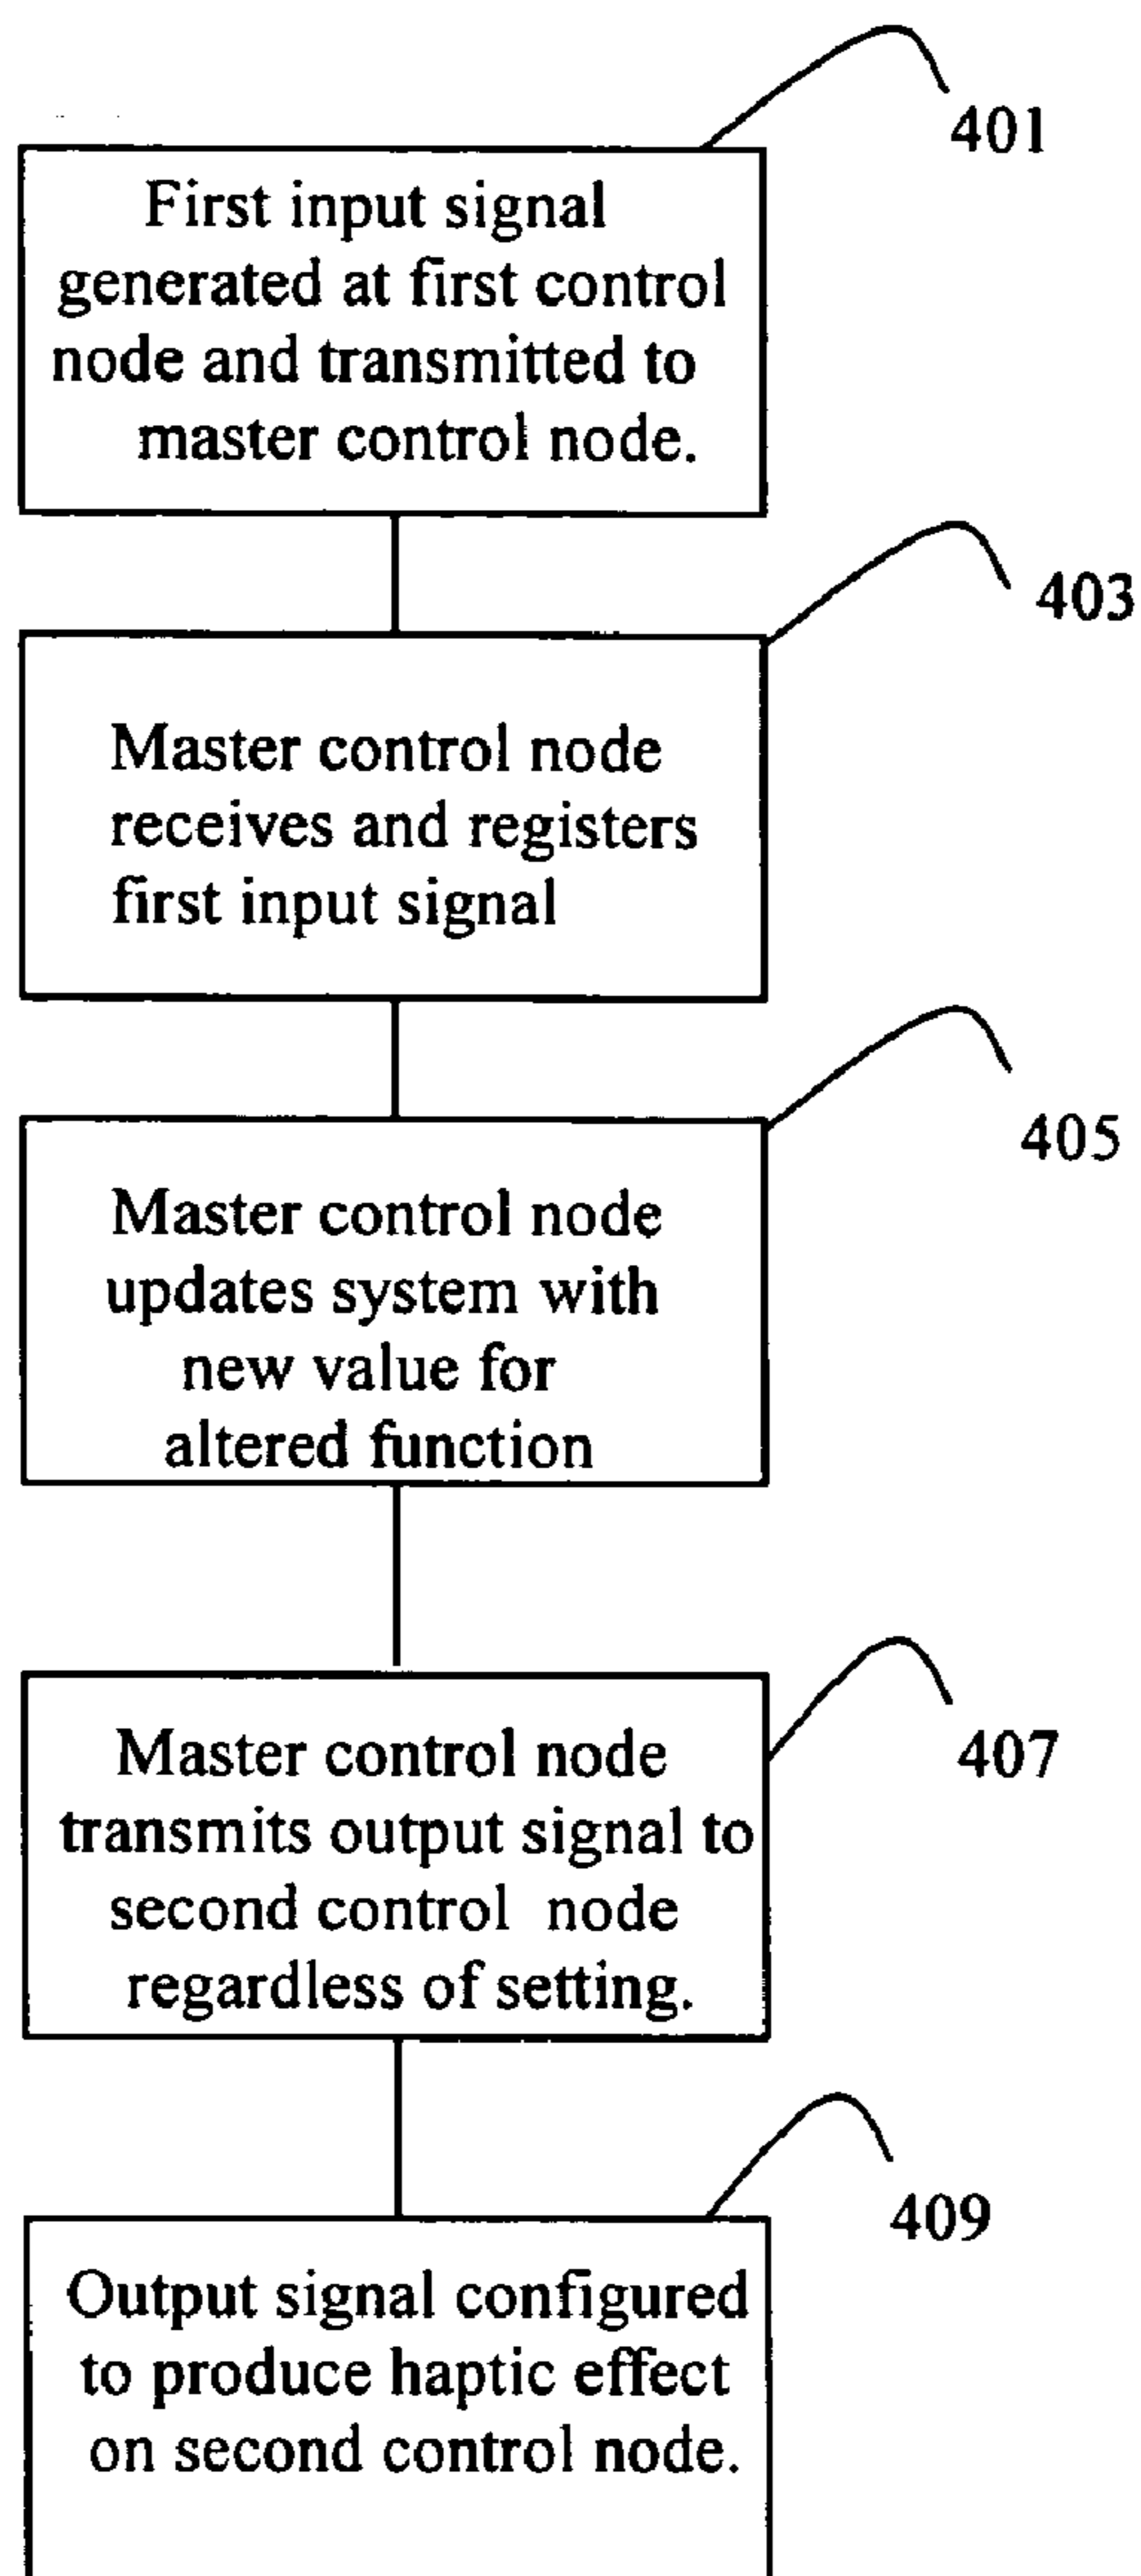 401
First input signal
generated at first control
node and transmitted to
master control node.
403
Master control node
receives and registers
first input signal
405
Master control node
updates system with
new value for
altered function
407
Master control node
transmits output signal to
second control node
regardless of setting.
409
Output signal configured
to produce haptic effect
on second control node.